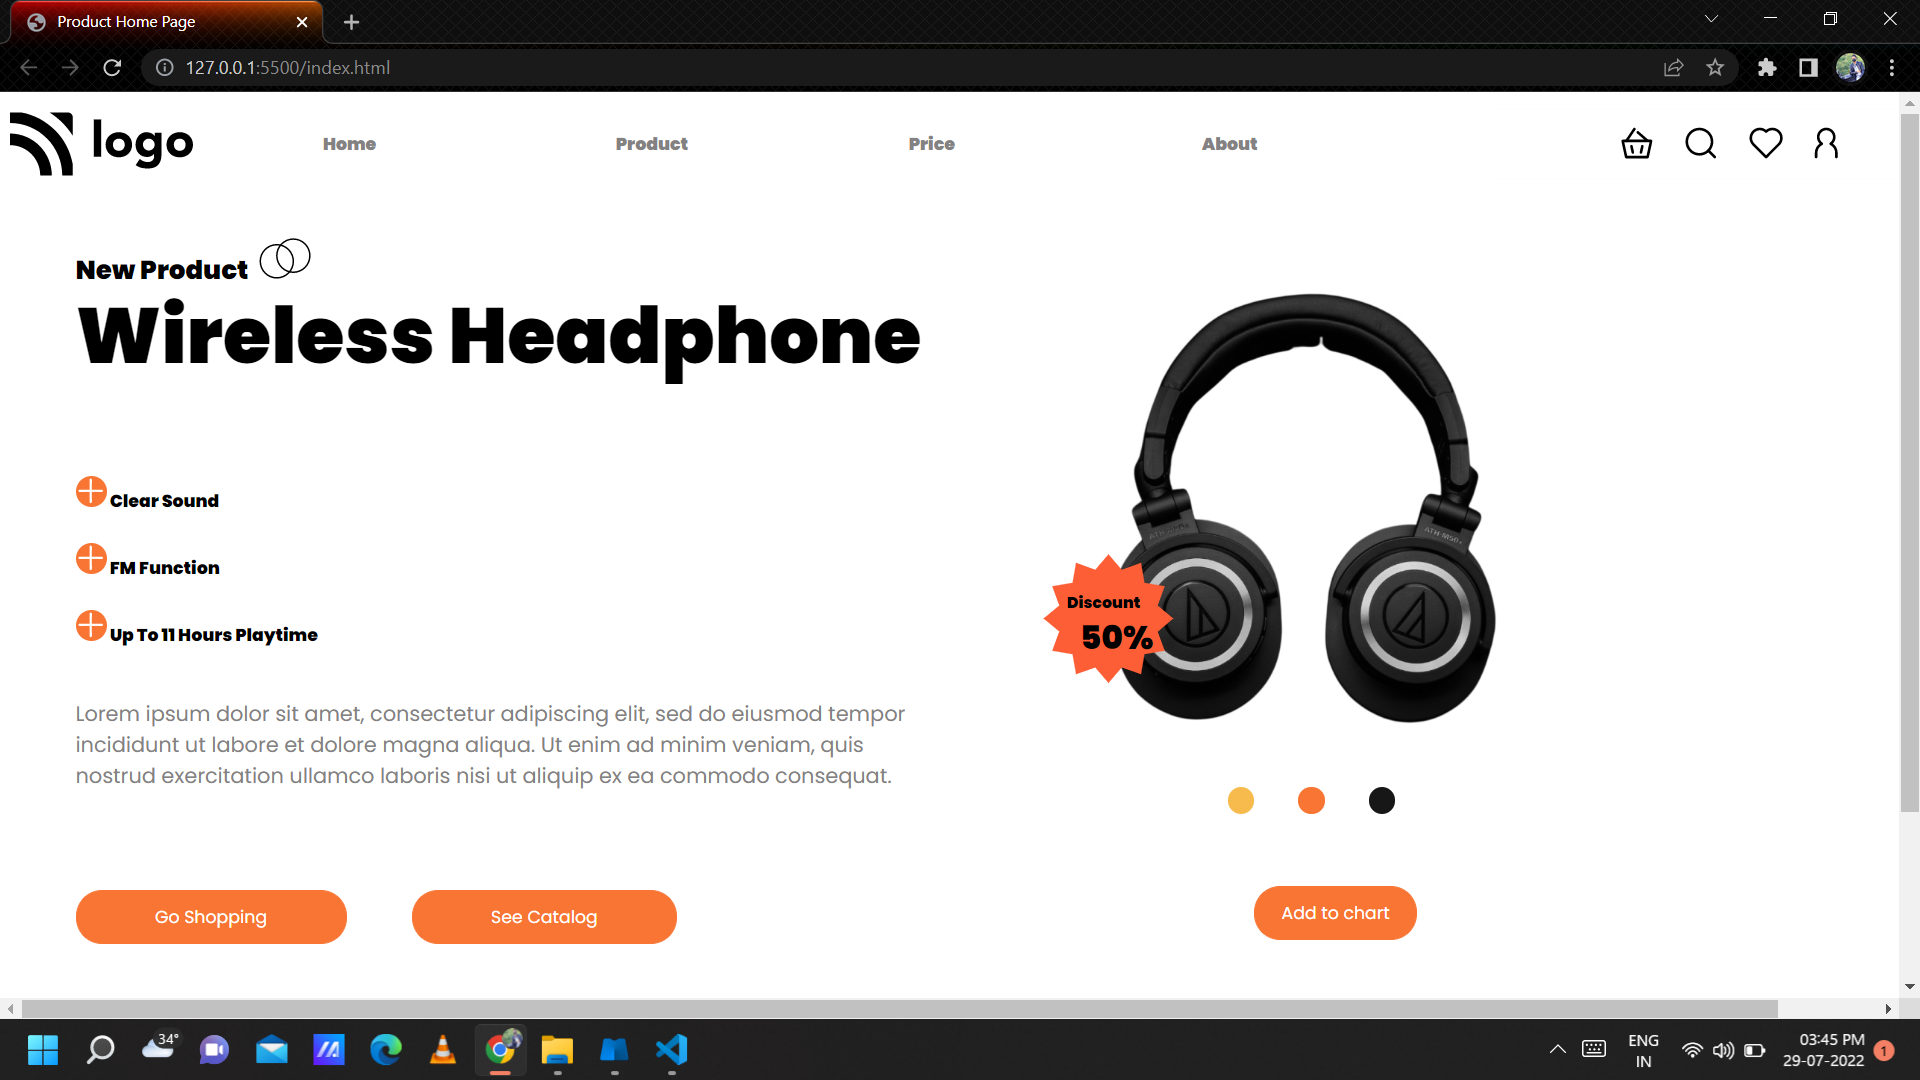 Product Home Page
127.0.0.1:5500/index.html
logo
Home
Product
Price
About
New Product
Wireless Headphone
Clear Sound
FM Function
Up To 11 Hours Playtime
Lorem ipsum dolor sit amet, consectetur adipiscing elit, sed do eiusmod tempor
incididunt ut labore et dolore magna aliqua. Ut enim ad minim veniam, quis
nostrud exercitation ullamco laboris nisi ut aliquip ex ea commodo consequat.
Go Shopping
See Catalog
ATH-M50x
Discount
50%
Add to chart
34°
ENG
IN
03:45 PM
29-07-2022
1